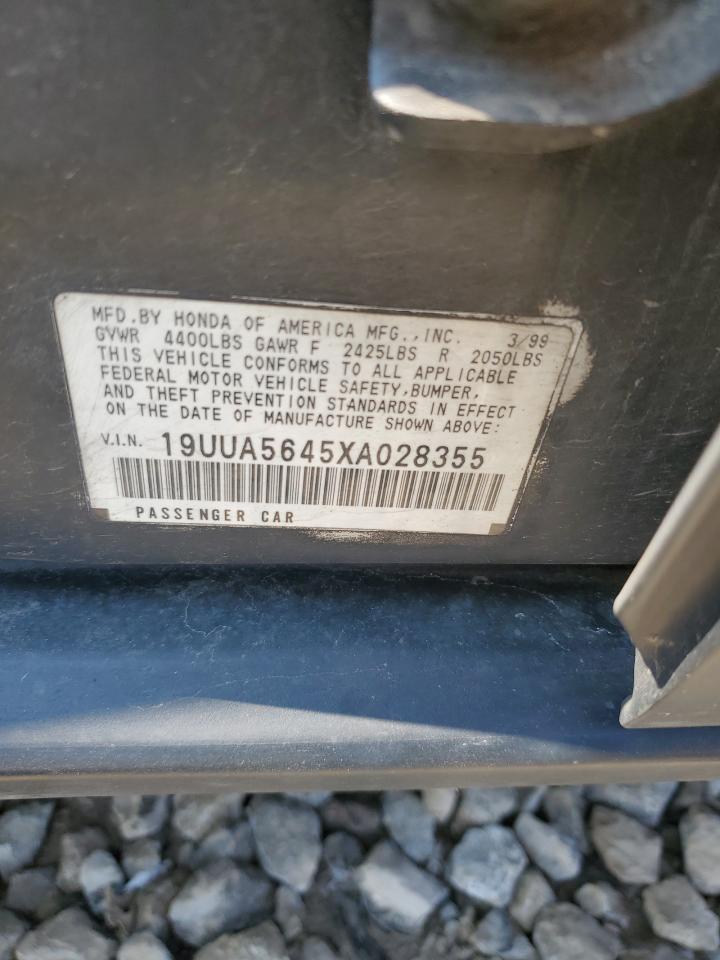 MFD.BY HONDA OF AMERICA MFG.,INC. 3/99
GVWR 4400LBS GAWR F 2425LBS R 2050LBS
THIS VEHICLE CONFORMS TO ALL APPLICABLE
FEDERAL MOTOR VEHICLE SAFETY,BUMPER,
AND THEFT PREVENTION STANDARDS IN EFFECT
ON THE DATE OF MANUFACTURE SHOWN ABOVE:
V.I.N. 19UUA5645XA028355
PASSENGER CAR